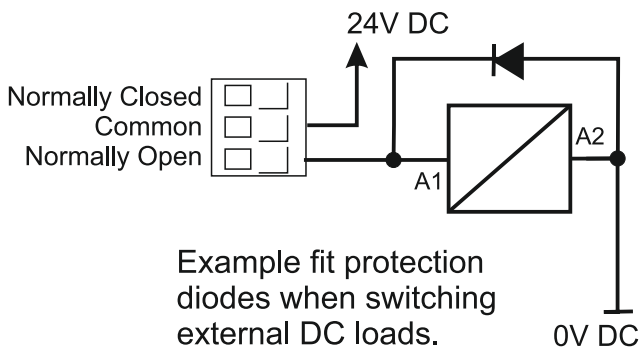 24V DC
Normally Closed
Common
Normally Open
A1
A2
Example fit protection
diodes when switching
external DC loads.
0V DC